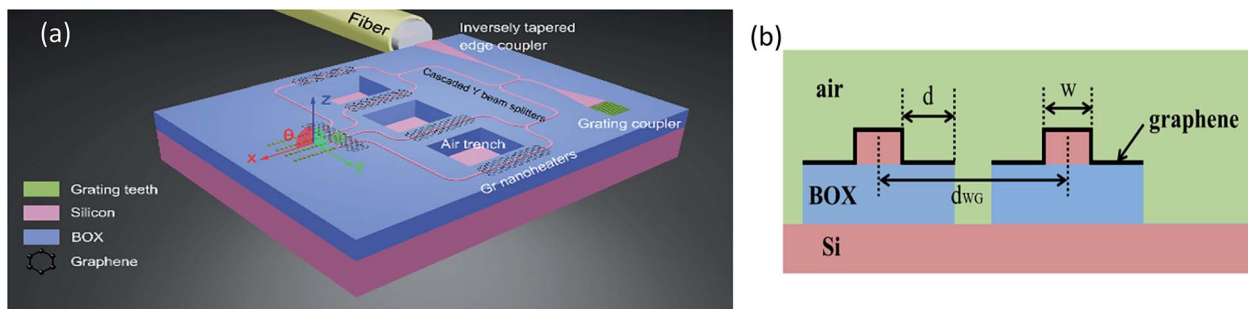 (a)
Fiber
Inversely tapered
edge coupler
Cascaded Y beam splitters
Grating coupler
Air trench
Gr nanoheaters
z
θ
φ
x
y
Grating teeth
Silicon
BOX
Graphene
(b)
air
d
w
graphene
BOX
dWG
Si